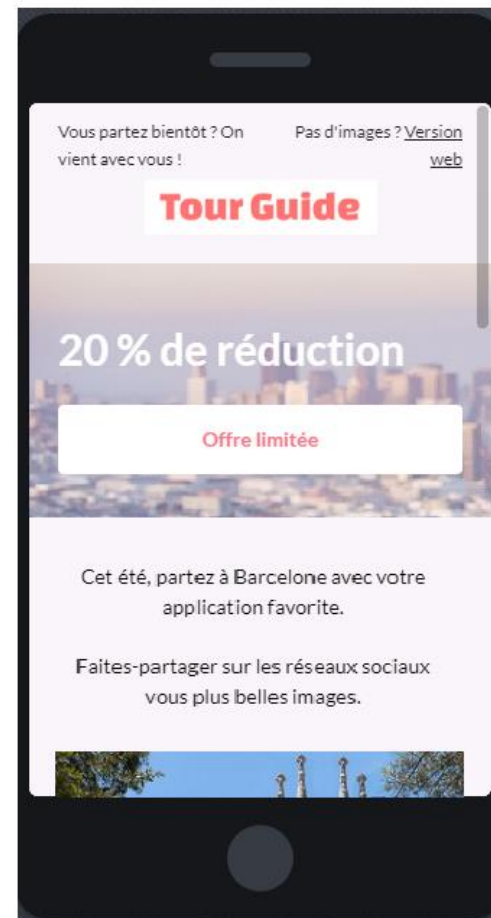 Vous partez bientôt ? On
vient avec vous !
Pas d'images ? Version
web
Tour Guide
20 % de réduction
Offre limitée
Cet été, partez à Barcelone avec votre
application favorite.
Faites-partager sur les réseaux sociaux
vous plus belles images.